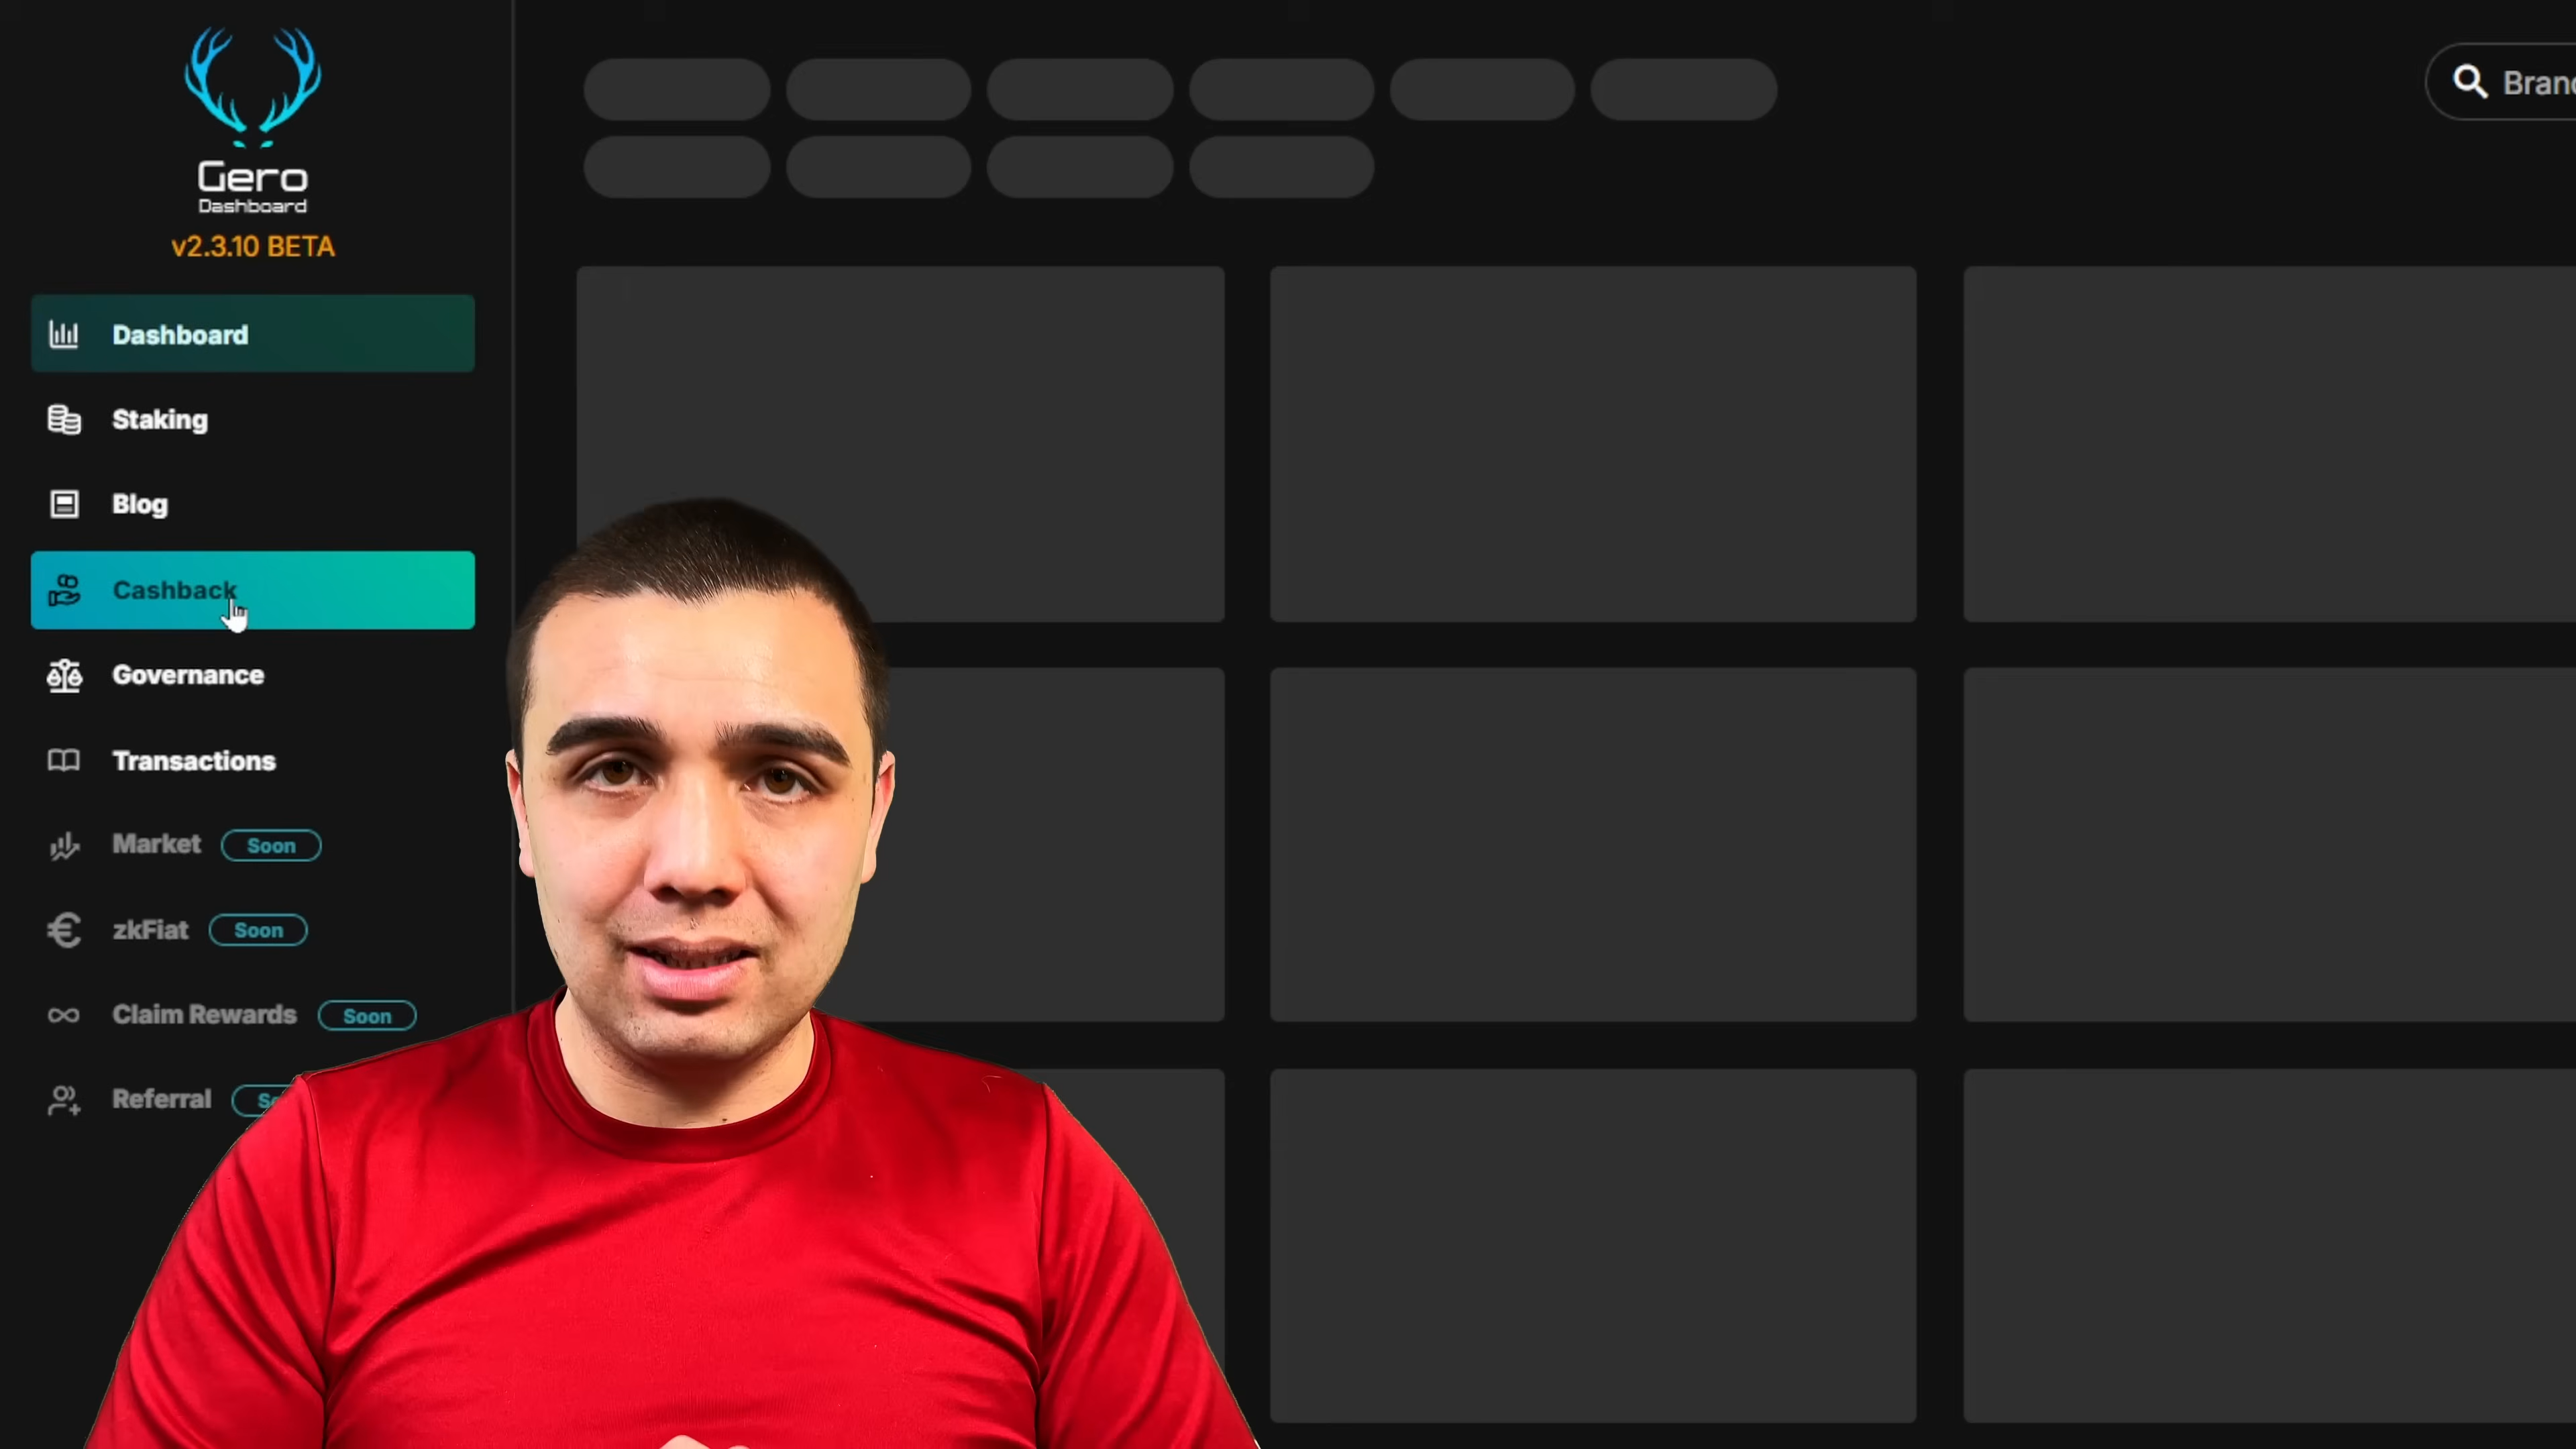 Gero
Dashboard
v2.3.10 BETA
Dashboard
Staking
Blog
Cashback
Governance
Transactions
Market Soon
zkFiat Soon
Claim Rewards Soon
Referral